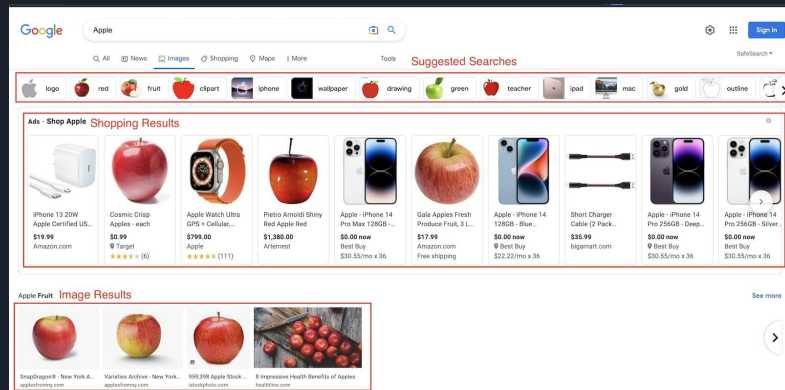 Google
Apple
Sign in
All News Images Shopping Maps More Tools
SafeSearch
Suggested Searches
logo red fruit clipart iphone wallpaper drawing green teacher ipad mac gold outline
Ads · Shop Apple Shopping Results
iPhone 13 20W
Apple Certified US...
$19.99
Amazon.com
Cosmic Crisp
Apples - each
$0.99
Target
(6)
Apple Watch Ultra
GPS + Cellular,...
$799.00
Apple
(111)
Pietro Arnoldi Shiny
Red Apple Red
$1,380.00
Artemest
Apple - iPhone 14
Pro Max 128GB -...
$0.00 now
Best Buy
$30.55/mo x 36
Gala Apples Fresh
Produce Fruit, 3 L...
$17.99
Amazon.com
Free shipping
Apple - iPhone 14
128GB - Blue...
$0.00 now
Best Buy
$22.22/mo x 36
Short Charger
Cable (2 Pack...
$35.99
bigamart.com
Apple - iPhone 14
Pro 256GB - Deep...
$0.00 now
Best Buy
$30.55/mo x 36
Apple - iPhone 14
Pro 256GB - Silver...
$0.00 now
Best Buy
$30.55/mo x 36
Apple Fruit Image Results
See more
SnapDragon® - New York A...
applesfromny.com
Varieties Archive - New York...
applesfromny.com
959,398 Apple Stock ...
istockphoto.com
8 Impressive Health Benefits of Apples
healthline.com